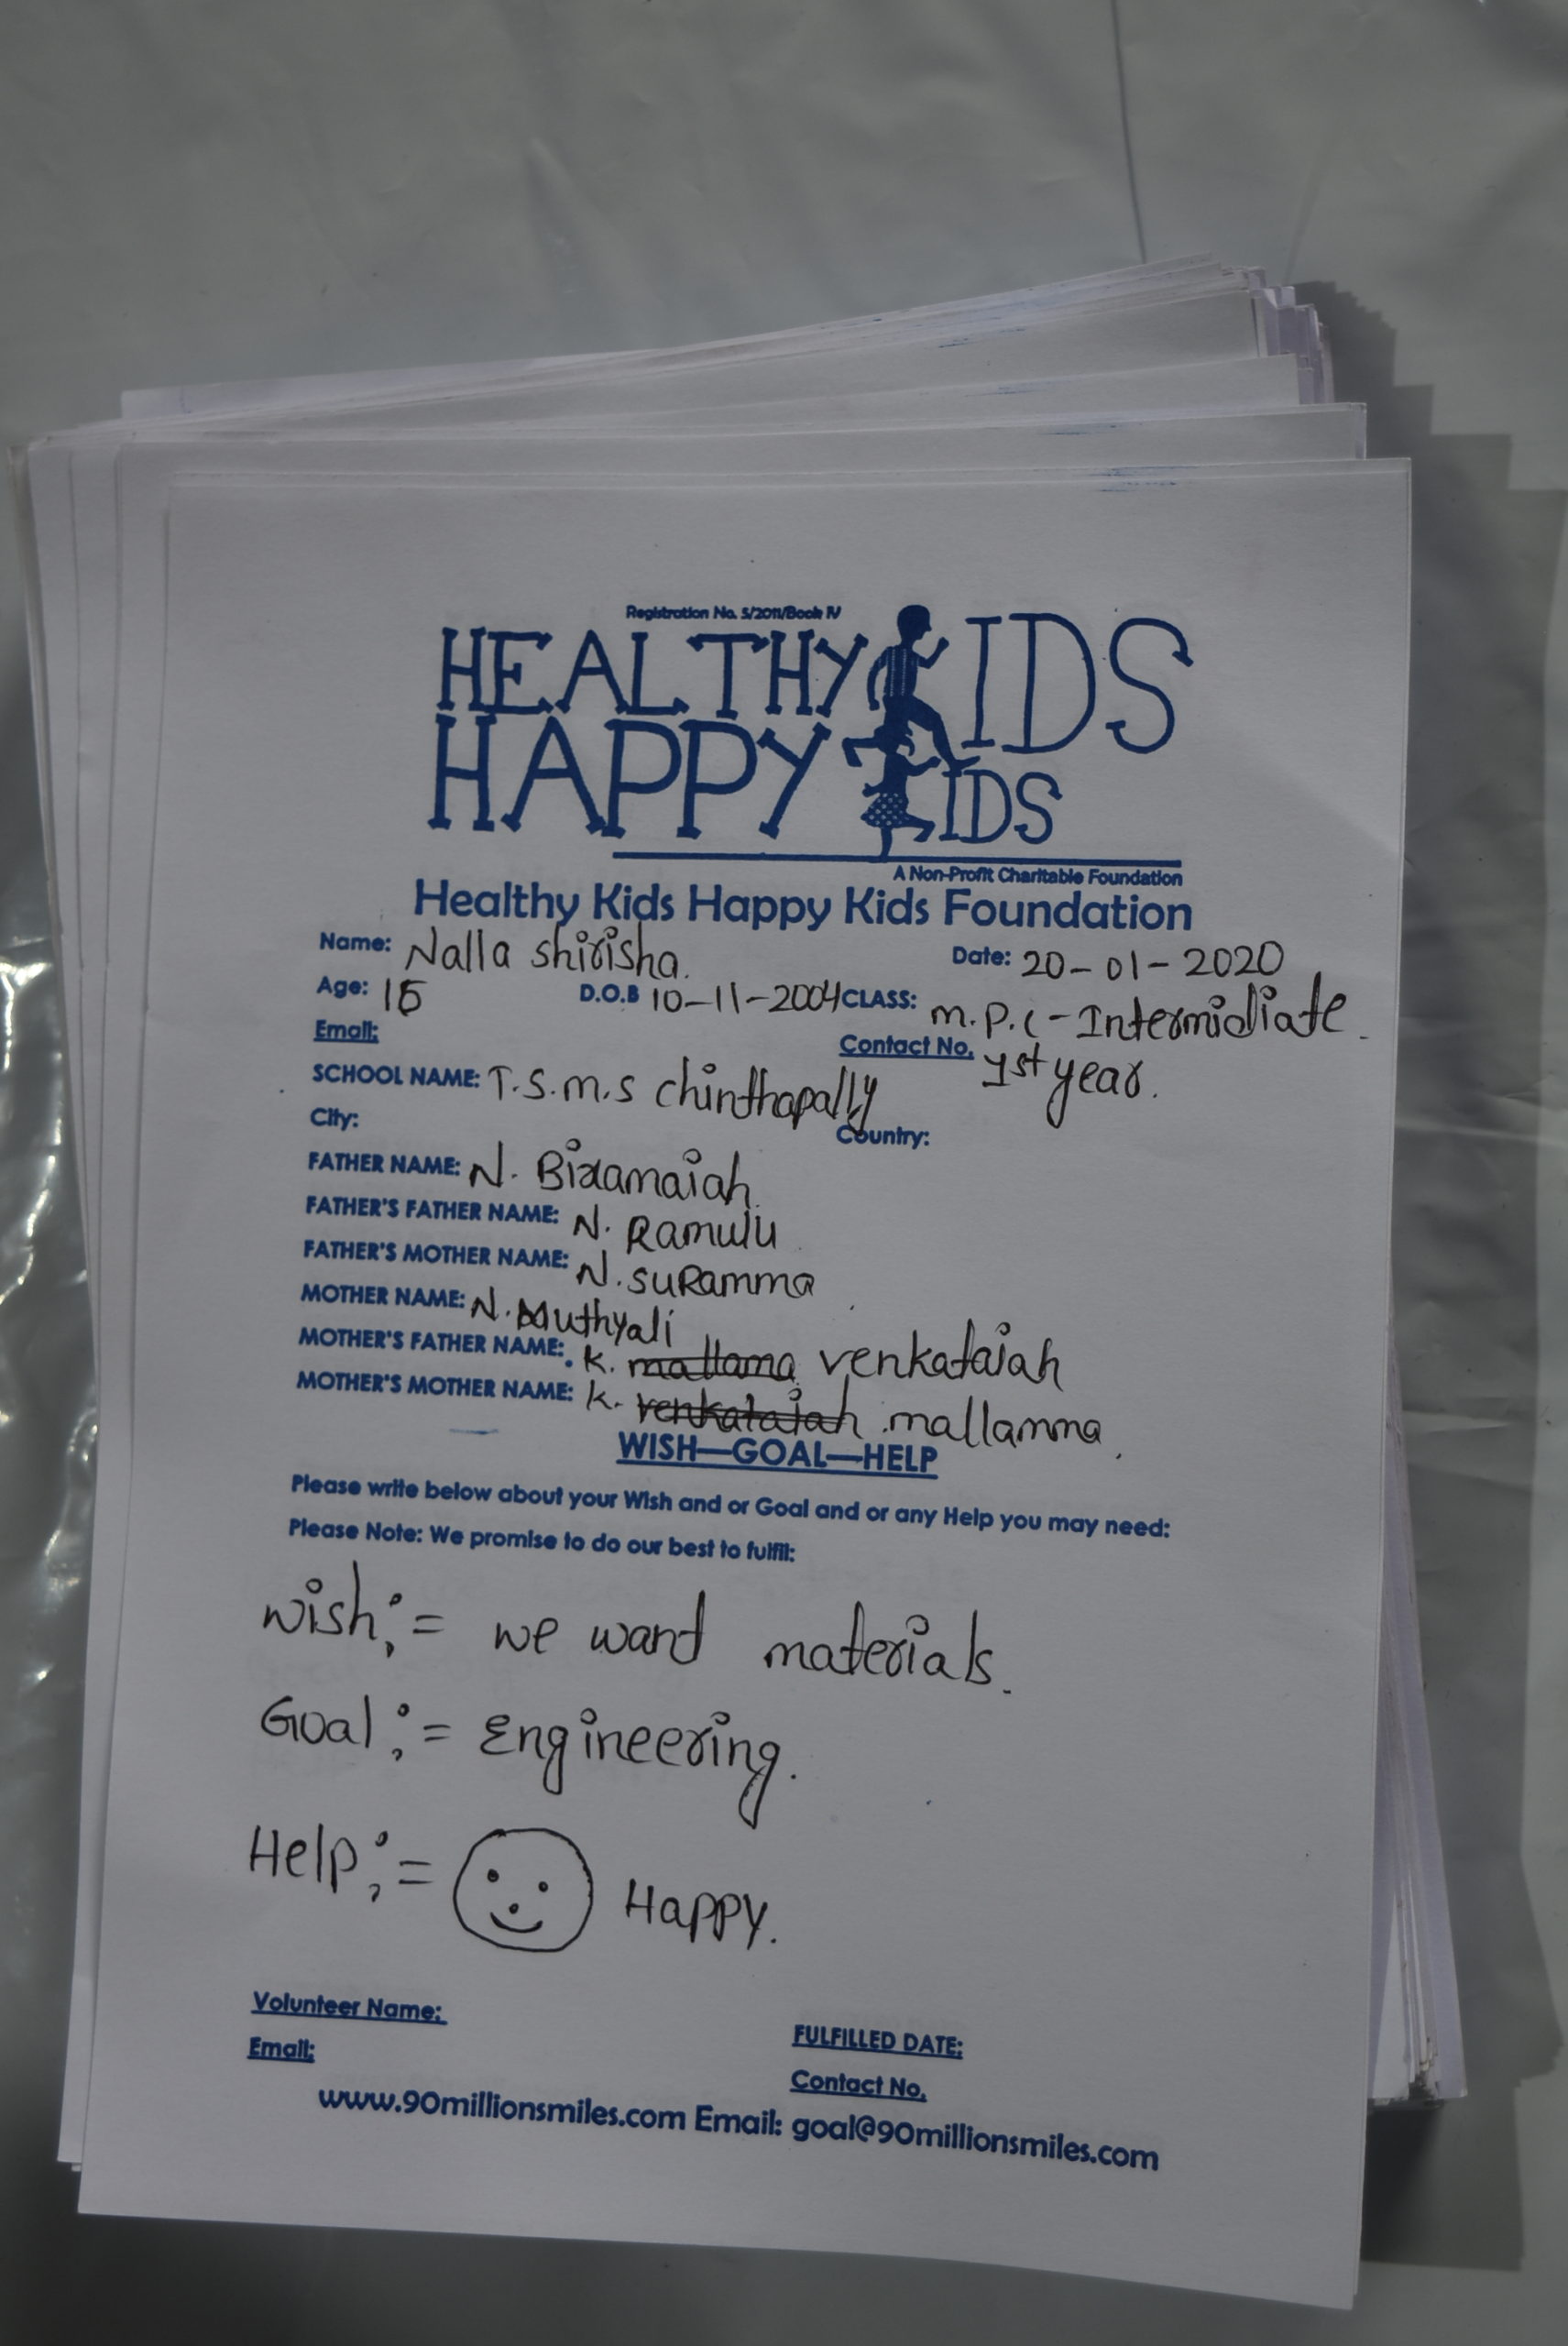 Registration No. 5/2011/Book IV
HEALTHY KIDS
HAPPY KIDS
A Non-Profit Charitable Foundation
Healthy Kids Happy Kids Foundation
Name: Nalla shirisha. Date: 20-01-2020
Age: 15 D.O.B 10-11-2004 CLASS: m.p.c-Intermidiate.
Email: Contact No. 1st year.
SCHOOL NAME: T.S.m.s chinthapally
City: Country:
FATHER NAME: N. Bixamaiah.
FATHER'S FATHER NAME: N. Ramulu
FATHER'S MOTHER NAME: N. suRamma
MOTHER NAME: N. Muthyali
MOTHER'S FATHER NAME: K. mallama venkataiah
MOTHER'S MOTHER NAME: K. venkataiah mallamma.
WISH—GOAL—HELP
Please write below about your Wish and or Goal and or any Help you may need:
Please Note: We promise to do our best to fulfill:
wish;= we want materials.
Goal;= Engineering.
Help;= Happy.
Volunteer Name: FULFILLED DATE:
Email: Contact No.
www.90millionsmiles.com Email: goal@90millionsmiles.com